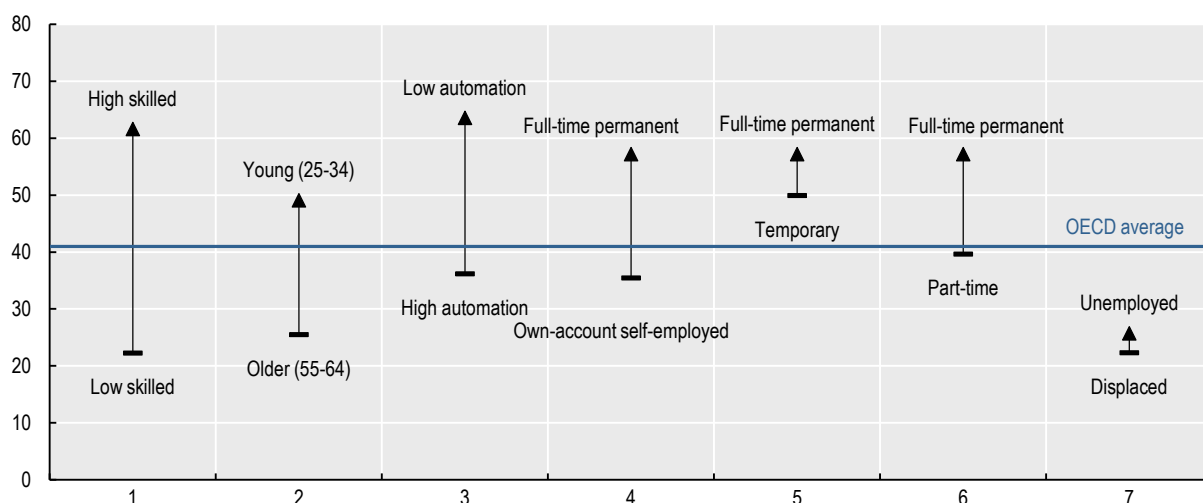 80
70
60
50
40
30
20
10
0
High skilled
Low skilled
Young (25-34)
Older (55-64)
Low automation
High automation
Full-time permanent
Own-account self-employed
Full-time permanent
Temporary
Full-time permanent
Part-time
OECD average
Unemployed
Displaced
1
2
3
4
5
6
7